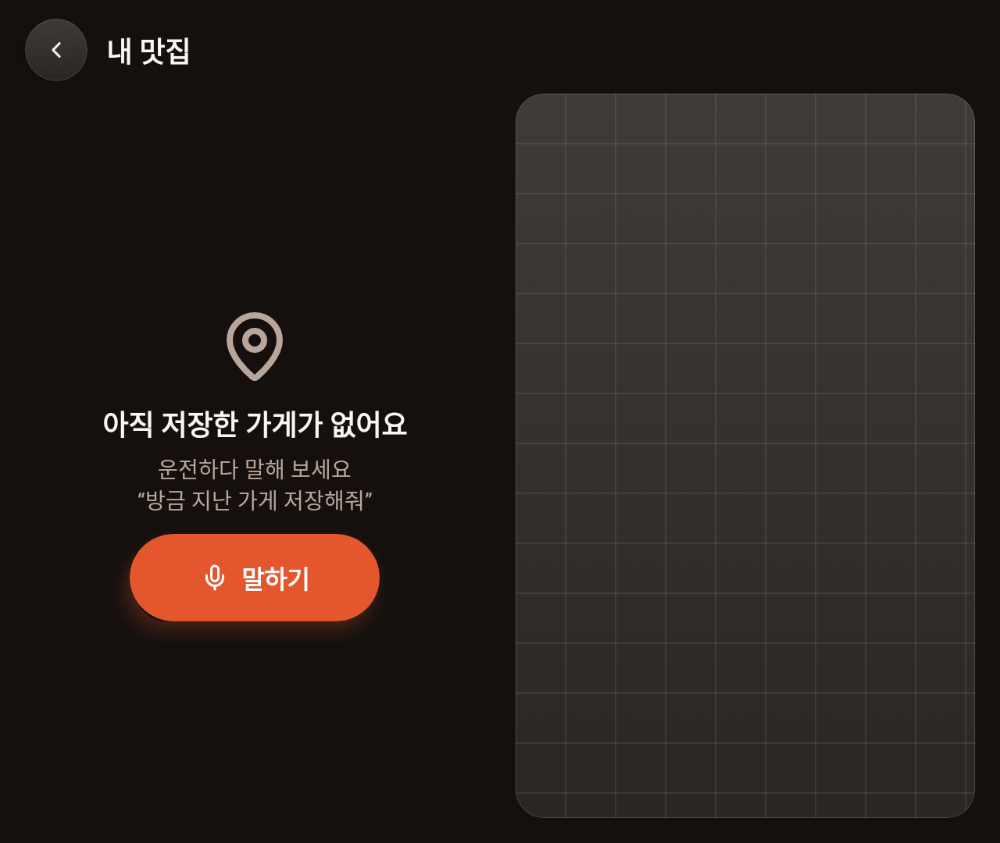 내 맛집
아직 저장한 가게가 없어요
운전하다 말해 보세요
“방금 지난 가게 저장해줘”
말하기